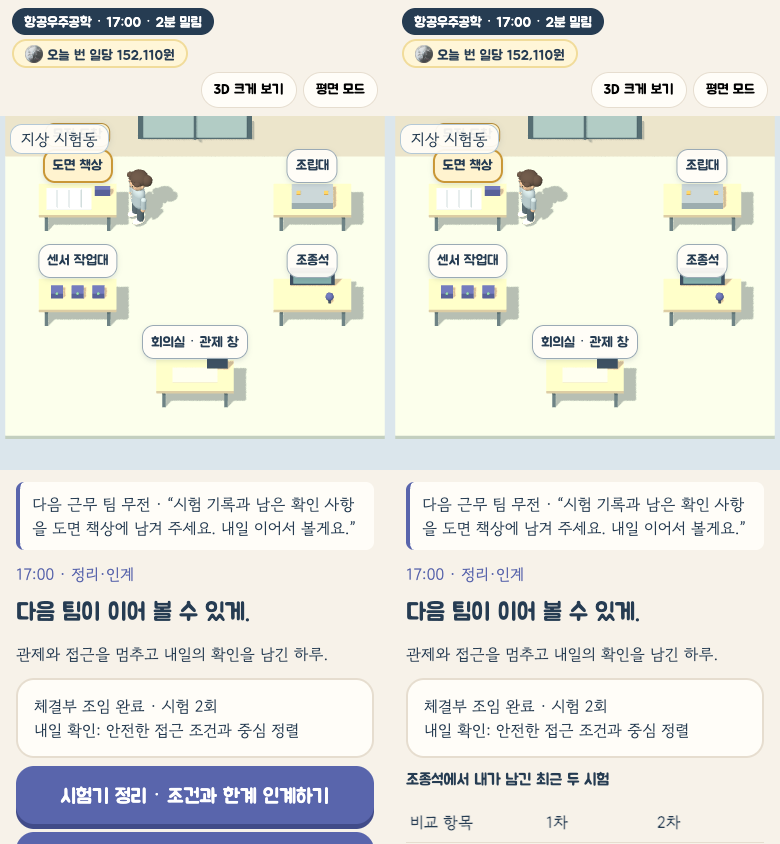 항공우주공학 · 17:00 · 2분 밀림
오늘 번 일당 152,110원
3D 크게 보기
평면 모드
지상 시험동
도면 책상
조립대
센서 작업대
조종석
회의실 · 관제 창
다음 근무 팀 무전 · “시험 기록과 남은 확인 사항
을 도면 책상에 남겨 주세요. 내일 이어서 볼게요.”
17:00 · 정리·인계
다음 팀이 이어 볼 수 있게.
관제와 접근을 멈추고 내일의 확인을 남긴 하루.
체결부 조임 완료 · 시험 2회
내일 확인: 안전한 접근 조건과 중심 정렬
시험기 정리 · 조건과 한계 인계하기
항공우주공학 · 17:00 · 2분 밀림
오늘 번 일당 152,110원
3D 크게 보기
평면 모드
지상 시험동
도면 책상
조립대
센서 작업대
조종석
회의실 · 관제 창
다음 근무 팀 무전 · “시험 기록과 남은 확인 사항
을 도면 책상에 남겨 주세요. 내일 이어서 볼게요.”
17:00 · 정리·인계
다음 팀이 이어 볼 수 있게.
관제와 접근을 멈추고 내일의 확인을 남긴 하루.
체결부 조임 완료 · 시험 2회
내일 확인: 안전한 접근 조건과 중심 정렬
조종석에서 내가 남긴 최근 두 시험
비교 항목 1차 2차